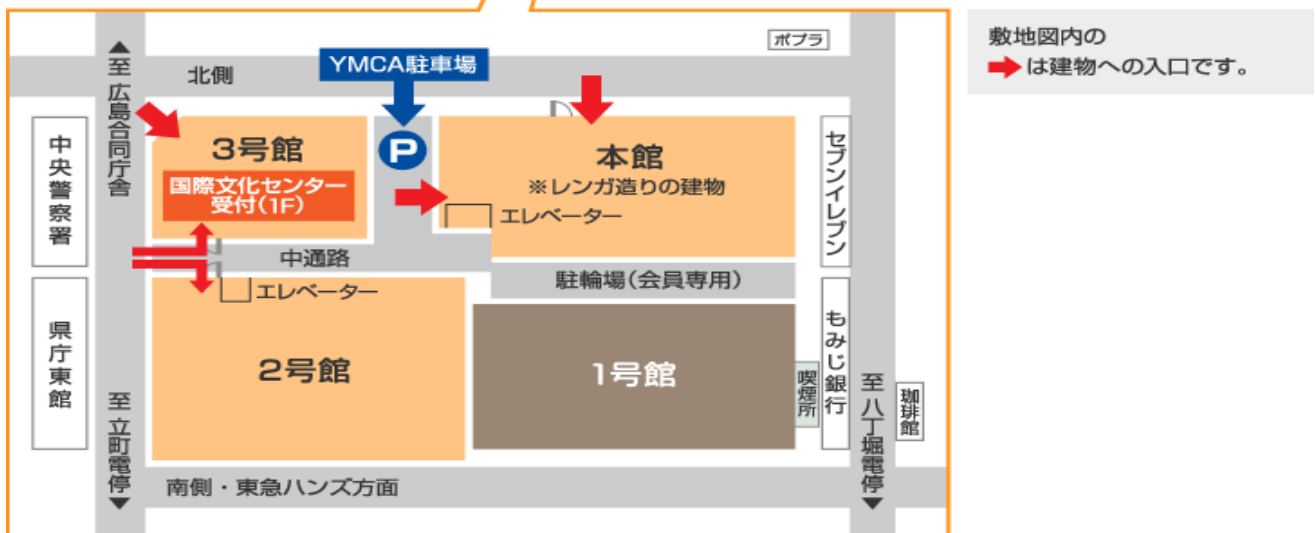 ポプラ
敷地図内の
は建物への入口です。
至 広島合同庁舎
北側
YMCA駐車場
P
中央警察署
3号館
国際文化センター
受付(1F)
本館
※レンガ造りの建物
エレベーター
セブンイレブン
中通路
駐輪場(会員専用)
エレベーター
県庁東館
2号館
1号館
喫煙所
もみじ銀行
至 八丁堀電停
珈琲館
至 立町電停
南側・東急ハンズ方面